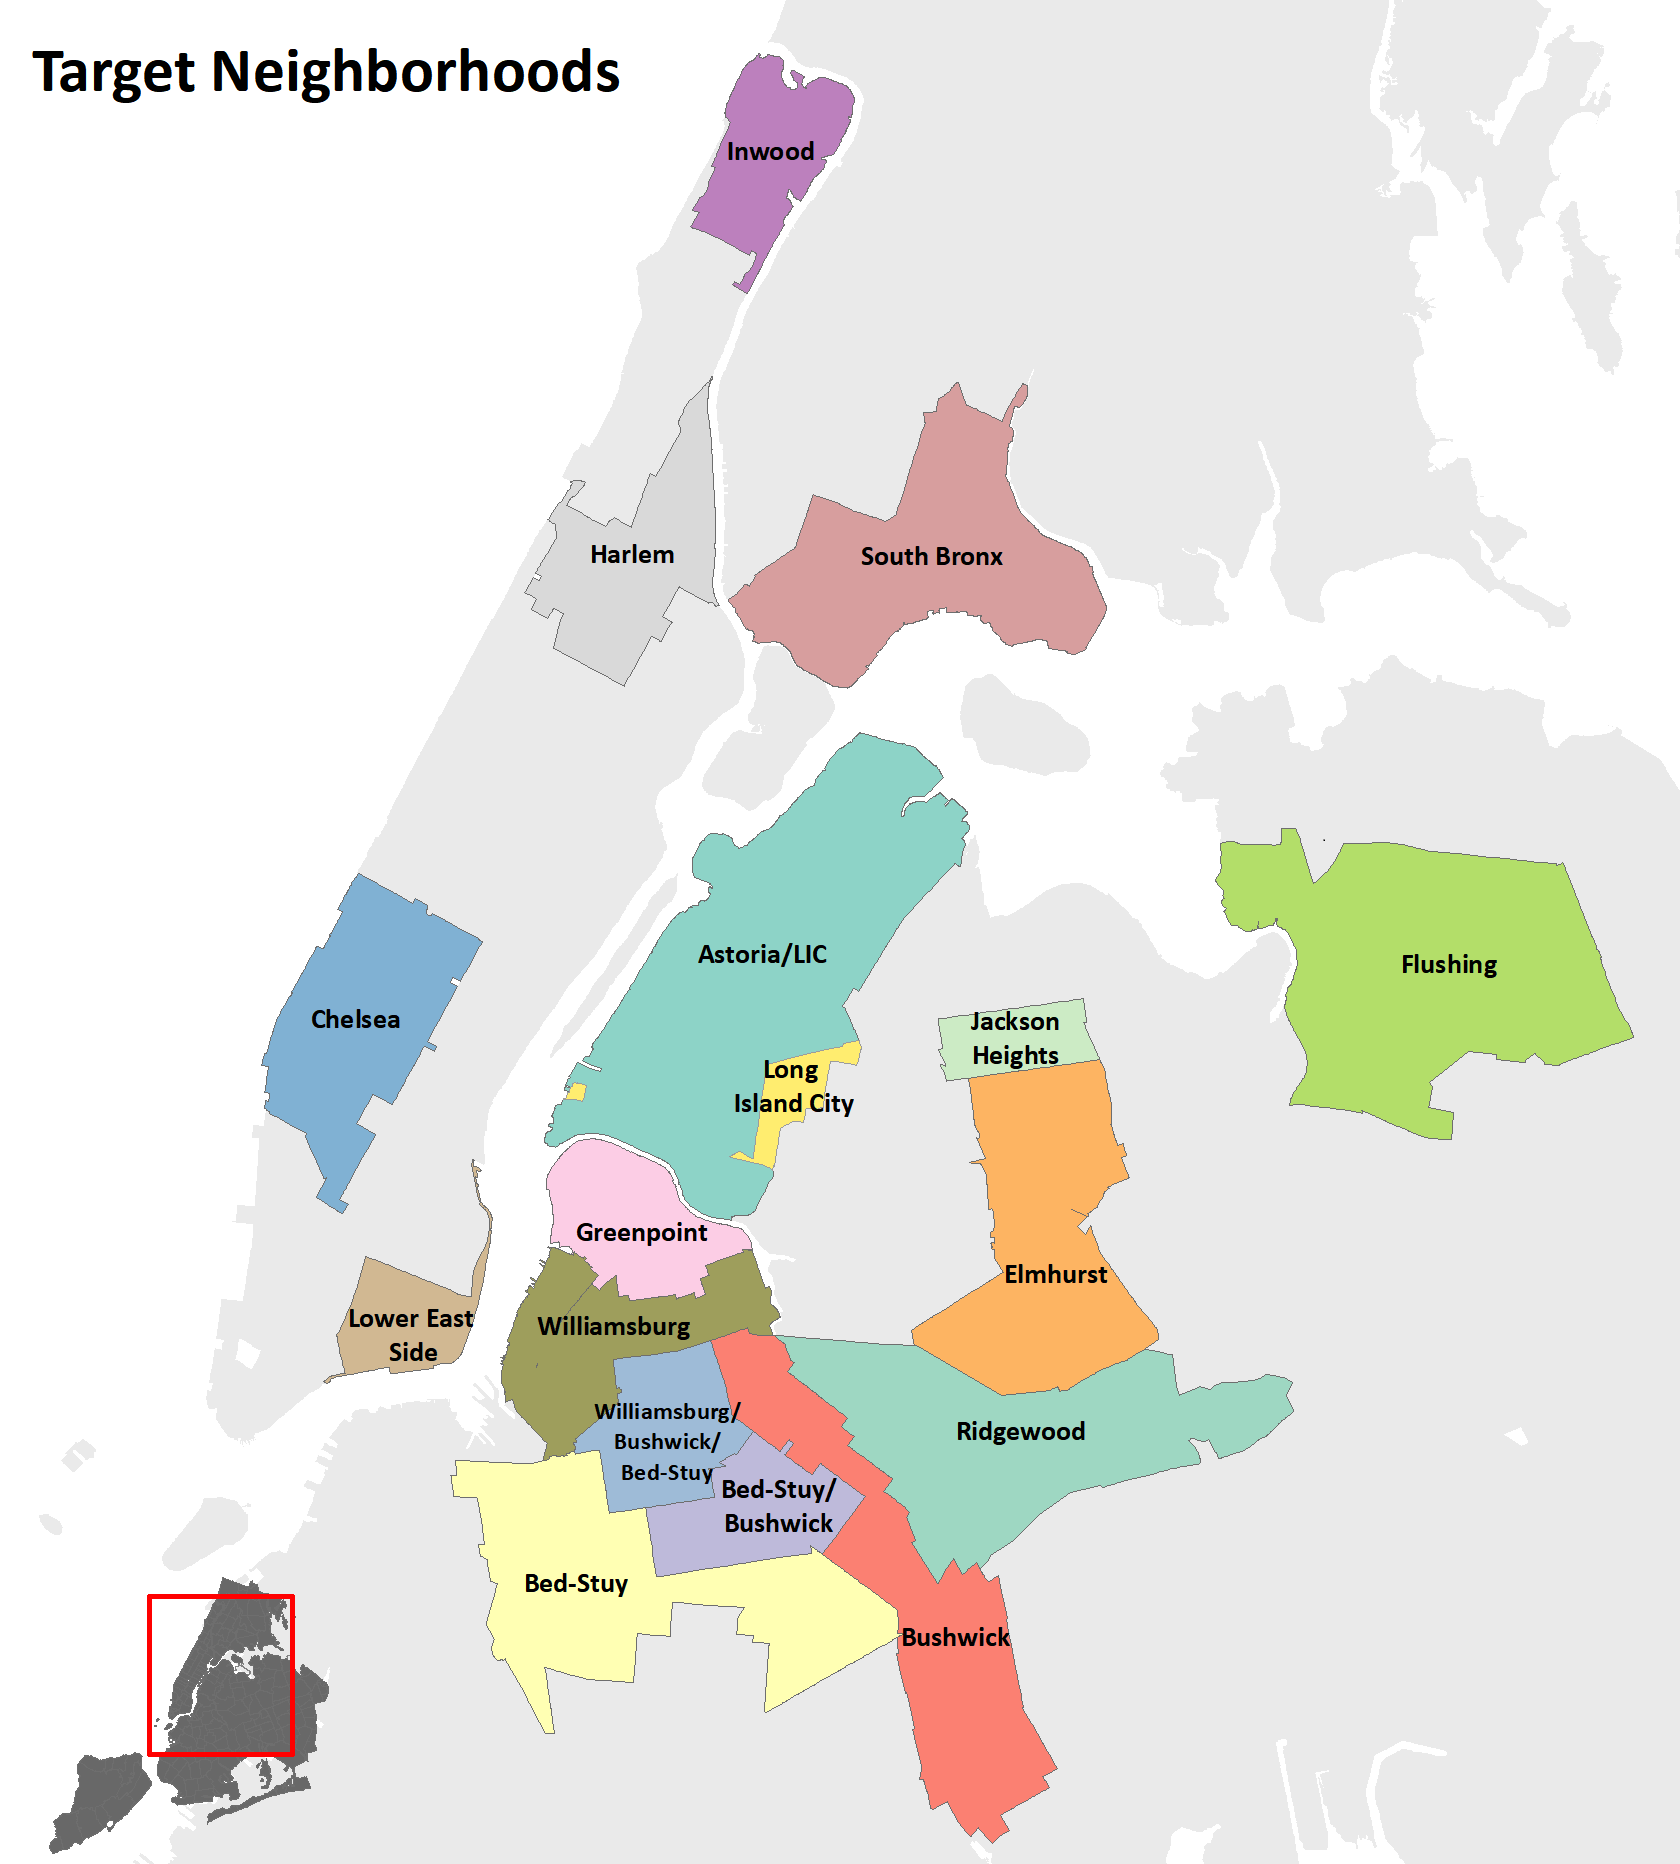 Target Neighborhoods
Inwood
Harlem
South Bronx
Astoria/LIC
Flushing
Chelsea
Jackson
Heights
Long
Island City
Greenpoint
Elmhurst
Lower East
Side
Williamsburg
Williamsburg/
Bushwick/
Bed-Stuy
Ridgewood
Bed-Stuy/
Bushwick
Bed-Stuy
Bushwick